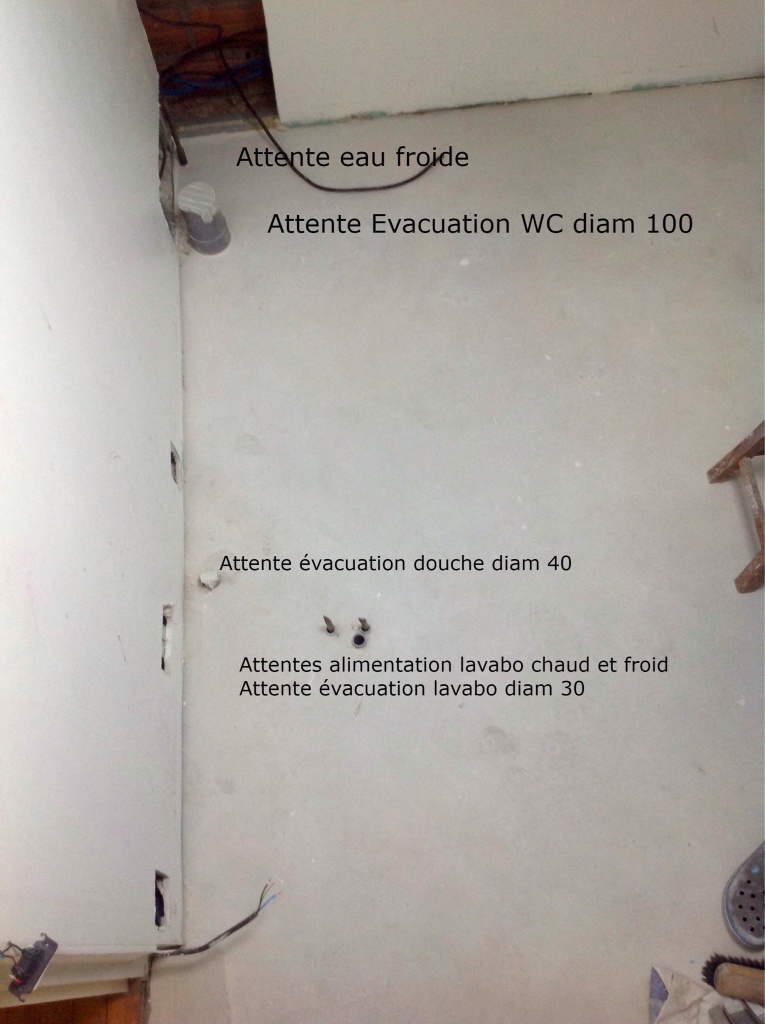 Attente eau froide
Attente Evacuation WC diam 100
Attente évacuation douche diam 40
Attentes alimentation lavabo chaud et froid
Attente évacuation lavabo diam 30